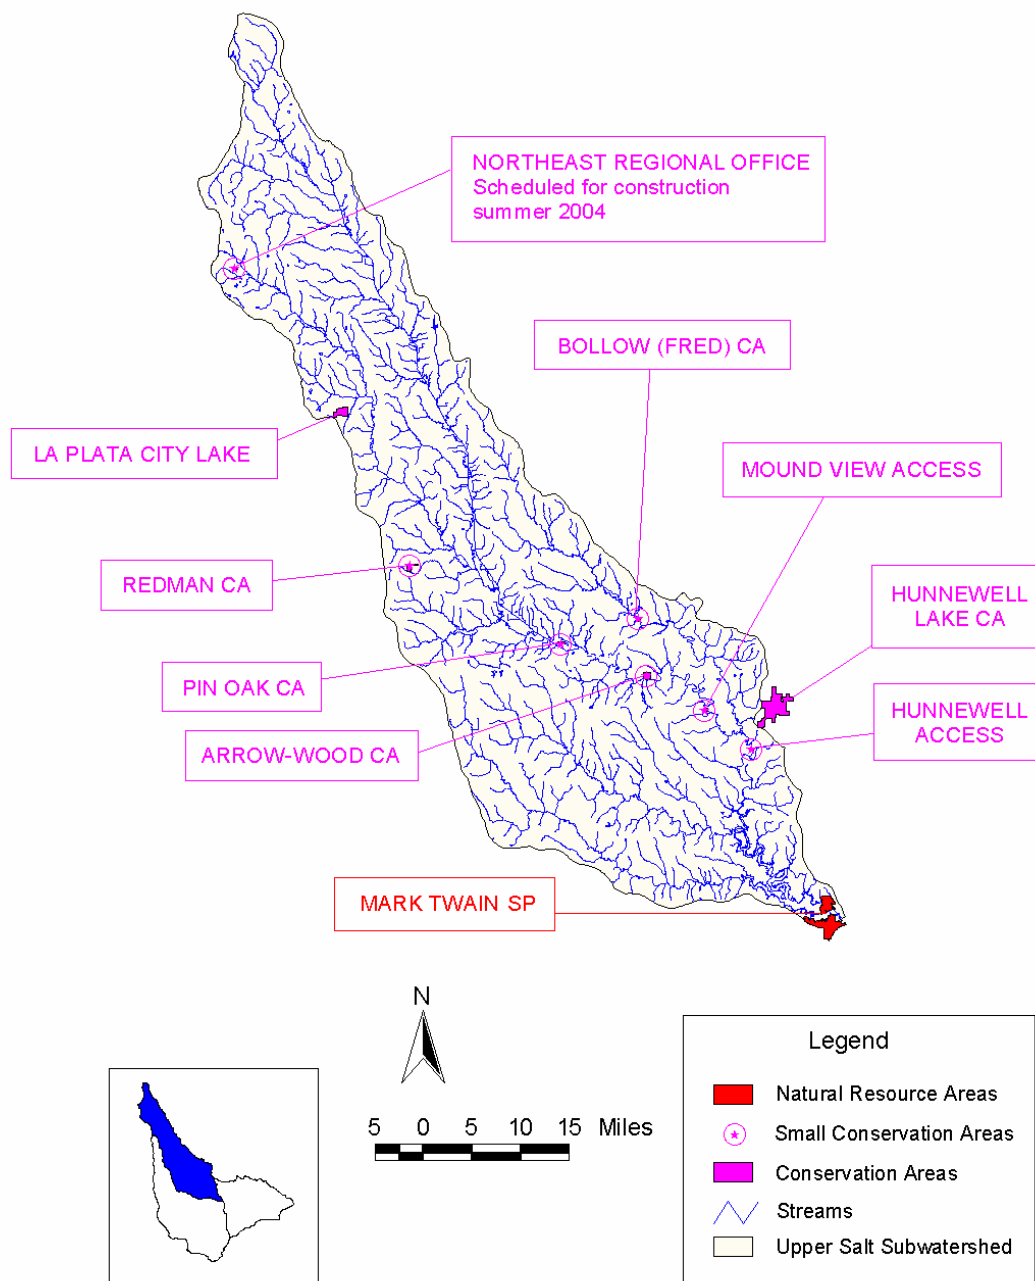 NORTHEAST REGIONAL OFFICE
Scheduled for construction
summer 2004
BOLLOW (FRED) CA
LA PLATA CITY LAKE
MOUND VIEW ACCESS
REDMAN CA
HUNNEWELL
LAKE CA
PIN OAK CA
HUNNEWELL
ACCESS
ARROW-WOOD CA
MARK TWAIN SP
N
5 0 5 10 15 Miles
Legend
Natural Resource Areas
Small Conservation Areas
Conservation Areas
Streams
Upper Salt Subwatershed